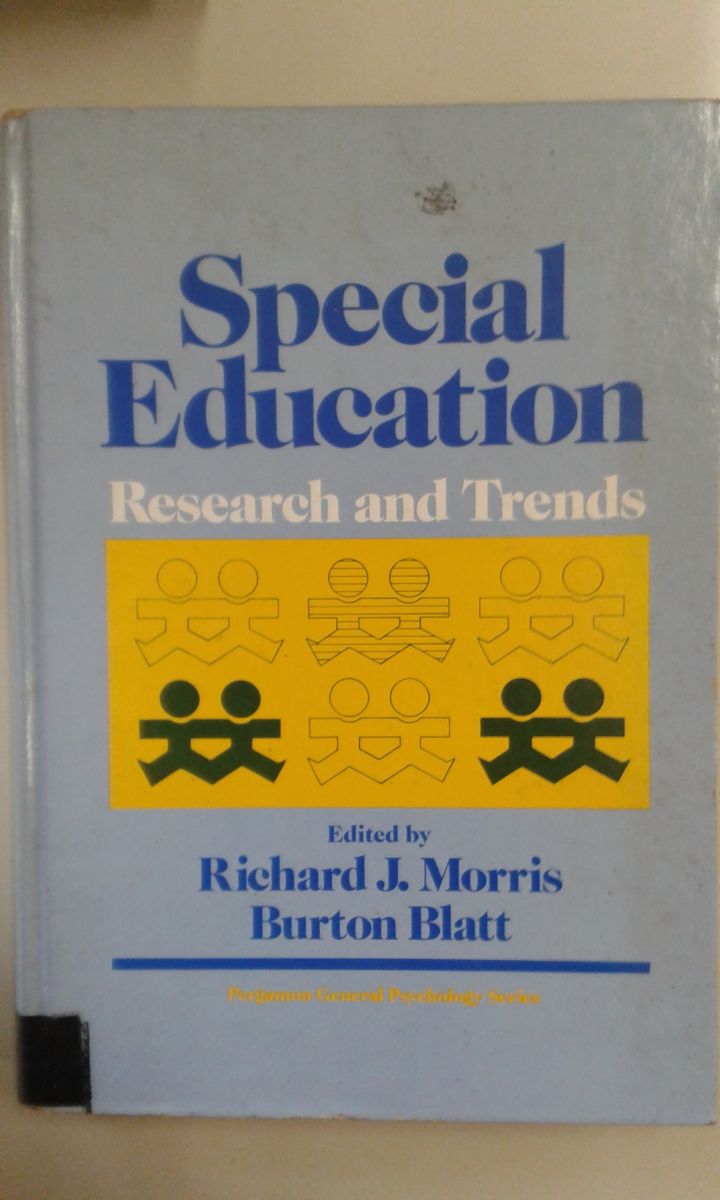 Special
Education
Research and Trends
Edited by
Richard J. Morris
Burton Blatt
Pergamon General Psychology Series